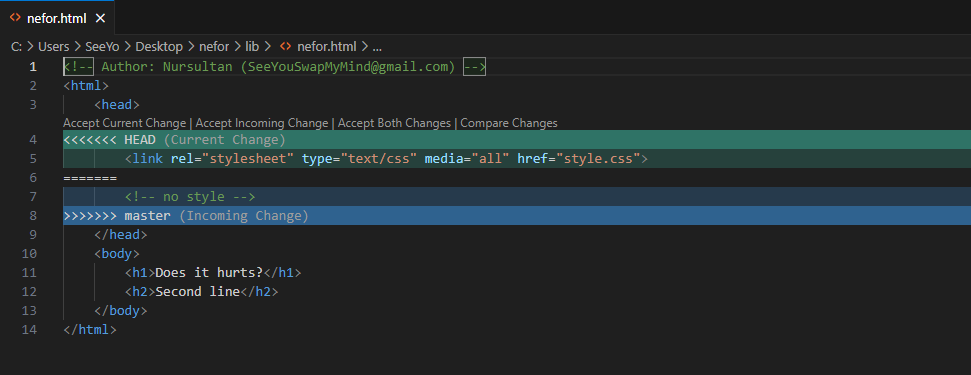 nefor.html
C: > Users > SeeYo > Desktop > nefor > lib > nefor.html > ...
1 <!-- Author: Nursultan (SeeYouSwapMyMind@gmail.com) -->
2 <html>
3     <head>
Accept Current Change | Accept Incoming Change | Accept Both Changes | Compare Changes
4 <<<<<<< HEAD (Current Change)
5         <link rel="stylesheet" type="text/css" media="all" href="style.css">
6 =======
7         <!-- no style -->
8 >>>>>>> master (Incoming Change)
9     </head>
10     <body>
11         <h1>Does it hurts?</h1>
12         <h2>Second line</h2>
13     </body>
14 </html>